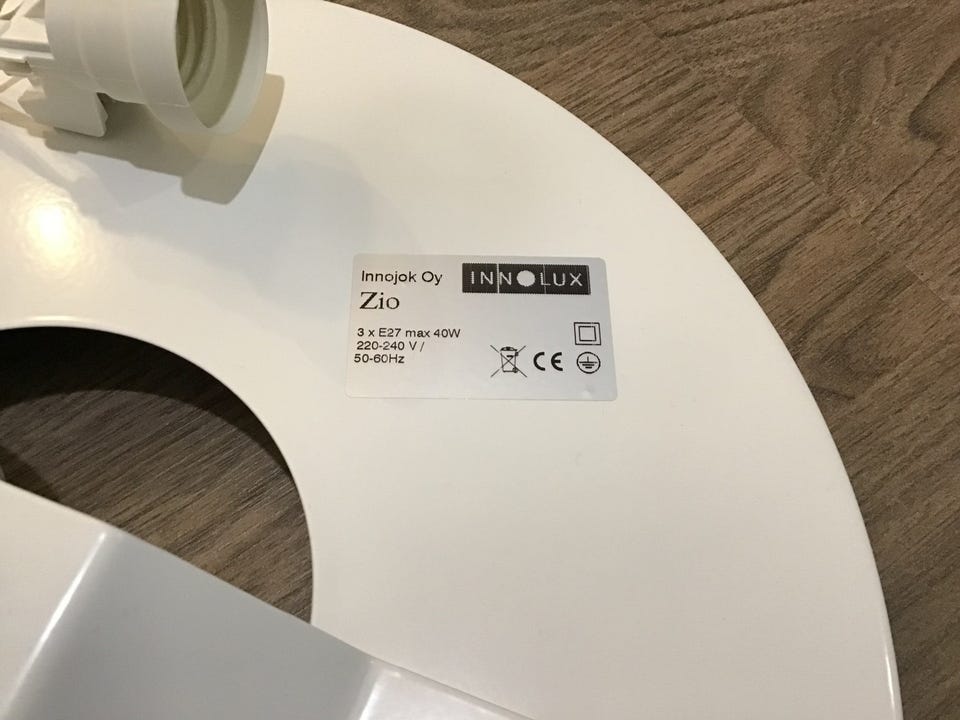 Innojok Oy
INNOLUX
Zio
3 x E27 max 40W
220-240 V /
50-60Hz
CE